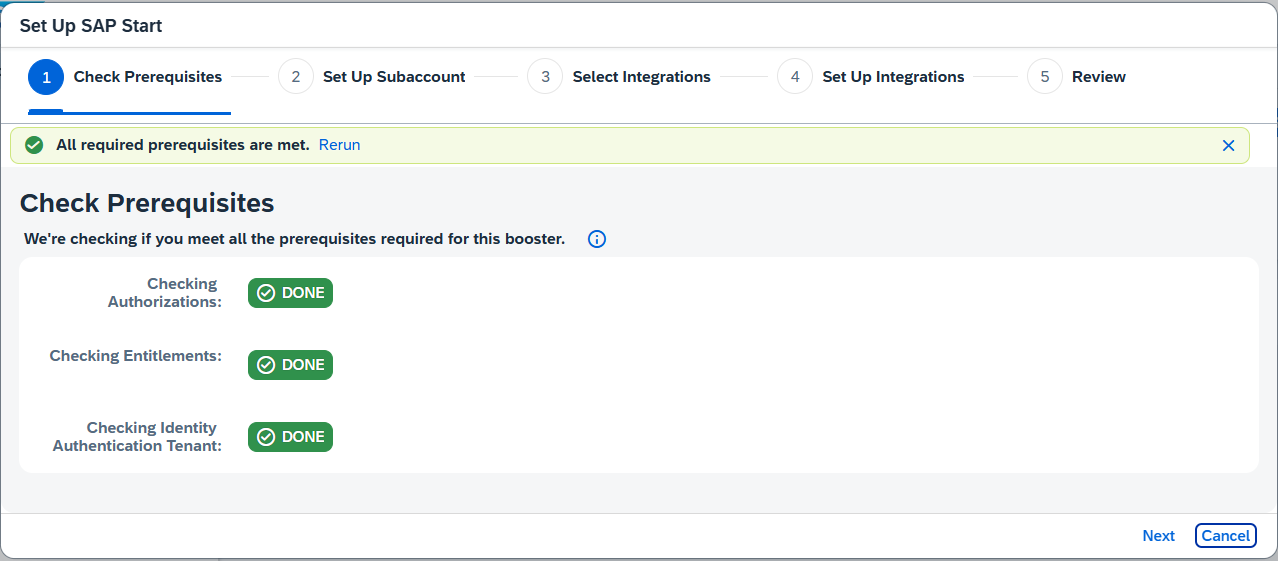 Set Up SAP Start
1 Check Prerequisites 2 Set Up Subaccount 3 Select Integrations 4 Set Up Integrations 5 Review
All required prerequisites are met. Rerun
Check Prerequisites
We're checking if you meet all the prerequisites required for this booster.
Checking
Authorizations:
DONE
Checking Entitlements:
DONE
Checking Identity
Authentication Tenant:
DONE
Next Cancel